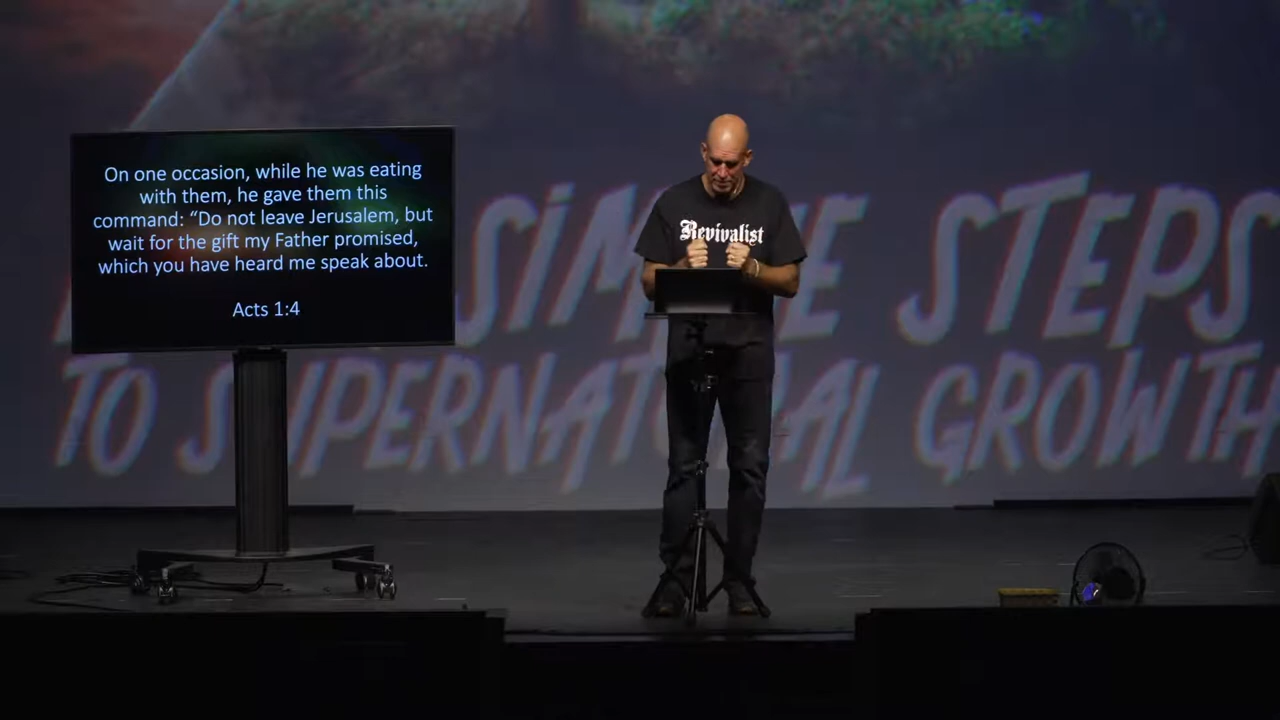 On one occasion, while he was eating
with them, he gave them this
command: “Do not leave Jerusalem, but
wait for the gift my Father promised,
which you have heard me speak about.
Acts 1:4
Revivalist
STEPS
TO SUPERNATURAL GROWTH